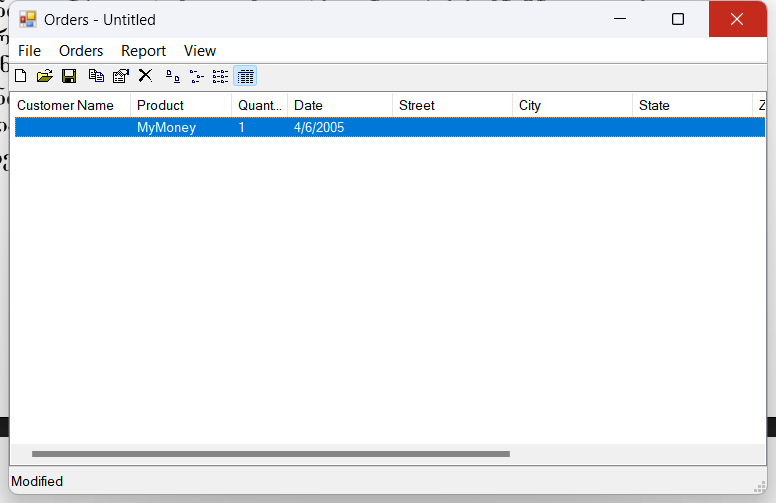 Orders - Untitled
File Orders Report View
Customer Name Product Quant... Date Street City State Z
MyMoney 1 4/6/2005
Modified